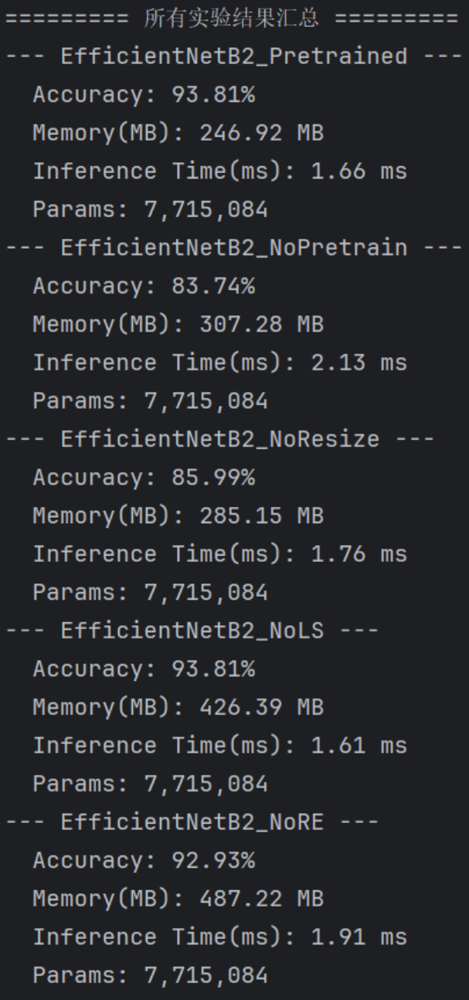 ========= 所有实验结果汇总 =========
--- EfficientNetB2_Pretrained ---
  Accuracy: 93.81%
  Memory(MB): 246.92 MB
  Inference Time(ms): 1.66 ms
  Params: 7,715,084
--- EfficientNetB2_NoPretrain ---
  Accuracy: 83.74%
  Memory(MB): 307.28 MB
  Inference Time(ms): 2.13 ms
  Params: 7,715,084
--- EfficientNetB2_NoResize ---
  Accuracy: 85.99%
  Memory(MB): 285.15 MB
  Inference Time(ms): 1.76 ms
  Params: 7,715,084
--- EfficientNetB2_NoLS ---
  Accuracy: 93.81%
  Memory(MB): 426.39 MB
  Inference Time(ms): 1.61 ms
  Params: 7,715,084
--- EfficientNetB2_NoRE ---
  Accuracy: 92.93%
  Memory(MB): 487.22 MB
  Inference Time(ms): 1.91 ms
  Params: 7,715,084